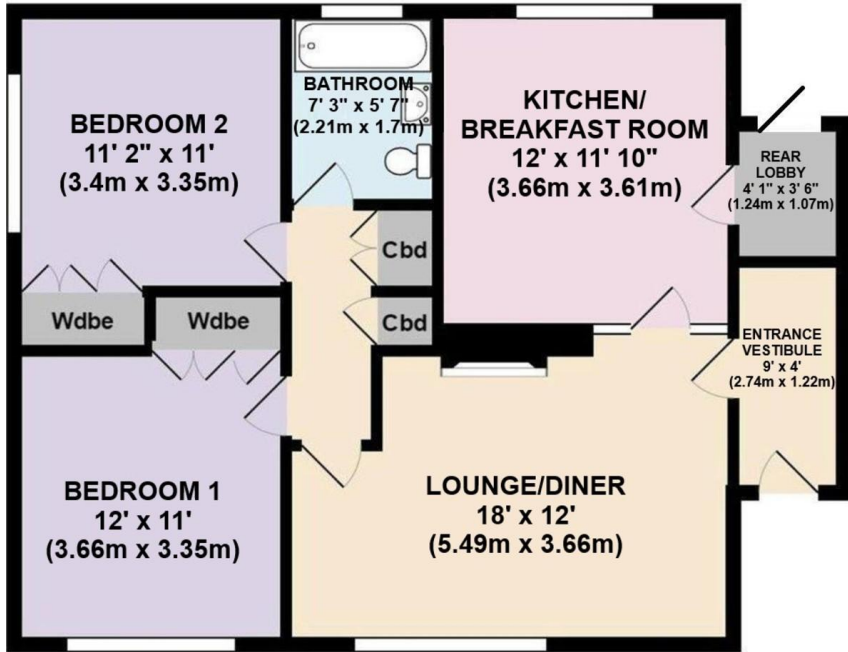 BEDROOM 2
11' 2" x 11'
(3.4m x 3.35m)
BATHROOM
7' 3" x 5' 7"
(2.21m x 1.7m)
KITCHEN/
BREAKFAST ROOM
12' x 11' 10"
(3.66m x 3.61m)
REAR
LOBBY
4' 1" x 3' 6"
(1.24m x 1.07m)
Cbd
Wdbe
Wdbe
Cbd
ENTRANCE
VESTIBULE
9' x 4'
(2.74m x 1.22m)
BEDROOM 1
12' x 11'
(3.66m x 3.35m)
LOUNGE/DINER
18' x 12'
(5.49m x 3.66m)